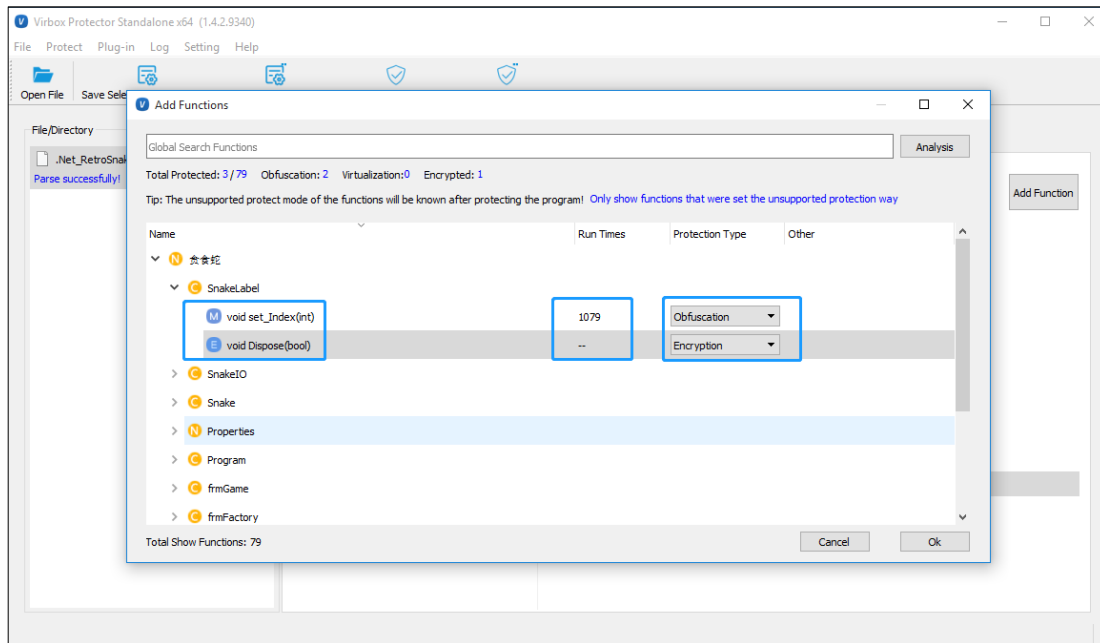 Virbox Protector Standalone x64 (1.4.2.9340)
File Protect Plug-in Log Setting Help
Open File Save Sele
Add Functions
File/Directory
Global Search Functions Analysis
.Net_RetroSnak
Parse successfully!
Total Protected: 3/79 Obfuscation: 2 Virtualization:0 Encrypted: 1
Add Function
Tip: The unsupported protect mode of the functions will be known after protecting the program! Only show functions that were set the unsupported protection way
Name Run Times Protection Type Other
N 贪食蛇
C SnakeLabel
M void set_Index(int) 1079 Obfuscation
E void Dispose(bool) -- Encryption
C SnakeIO
C Snake
N Properties
C Program
C frmGame
C frmFactory
Total Show Functions: 79 Cancel Ok